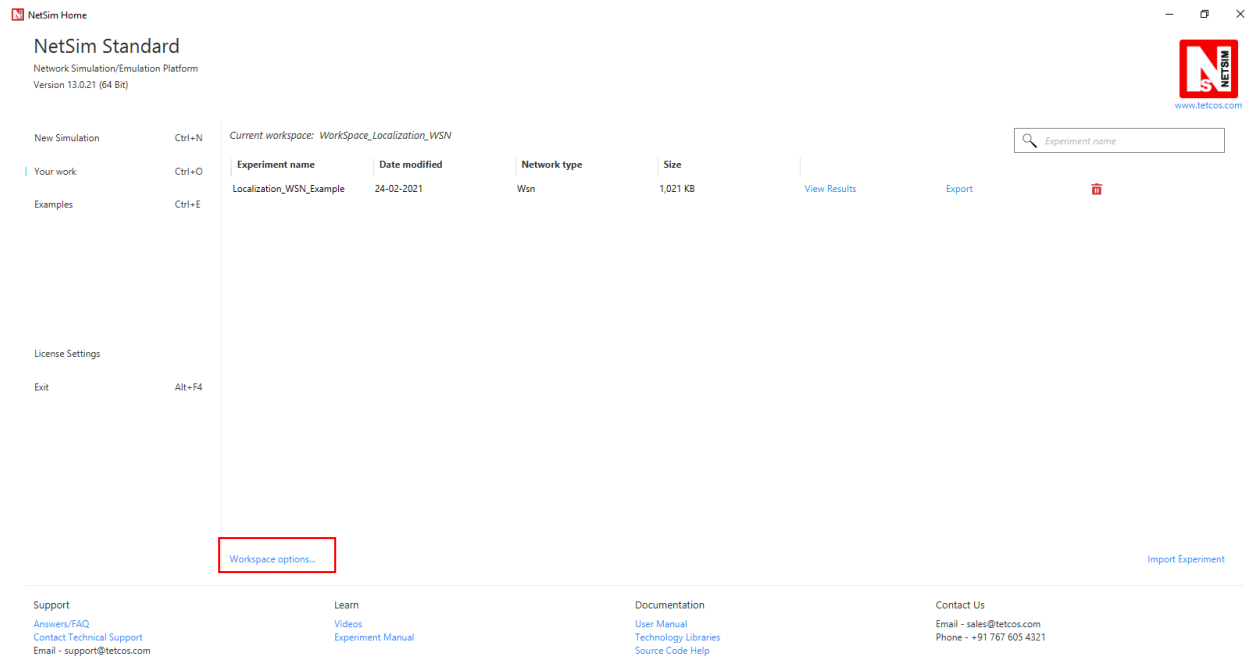 NetSim Home
NetSim Standard
Network Simulation/Emulation Platform
Version 13.0.21 (64 Bit)
NETSIM
www.tetcos.com
New Simulation Ctrl+N
Your work Ctrl+O
Examples Ctrl+E
License Settings
Exit Alt+F4
Current workspace: WorkSpace_Localization_WSN
Experiment name
Experiment name Date modified Network type Size
Localization_WSN_Example 24-02-2021 Wsn 1,021 KB View Results Export
Workspace options... Import Experiment
Support
Answers/FAQ
Contact Technical Support
Email - support@tetcos.com
Learn
Videos
Experiment Manual
Documentation
User Manual
Technology Libraries
Source Code Help
Contact Us
Email - sales@tetcos.com
Phone - +91 767 605 4321